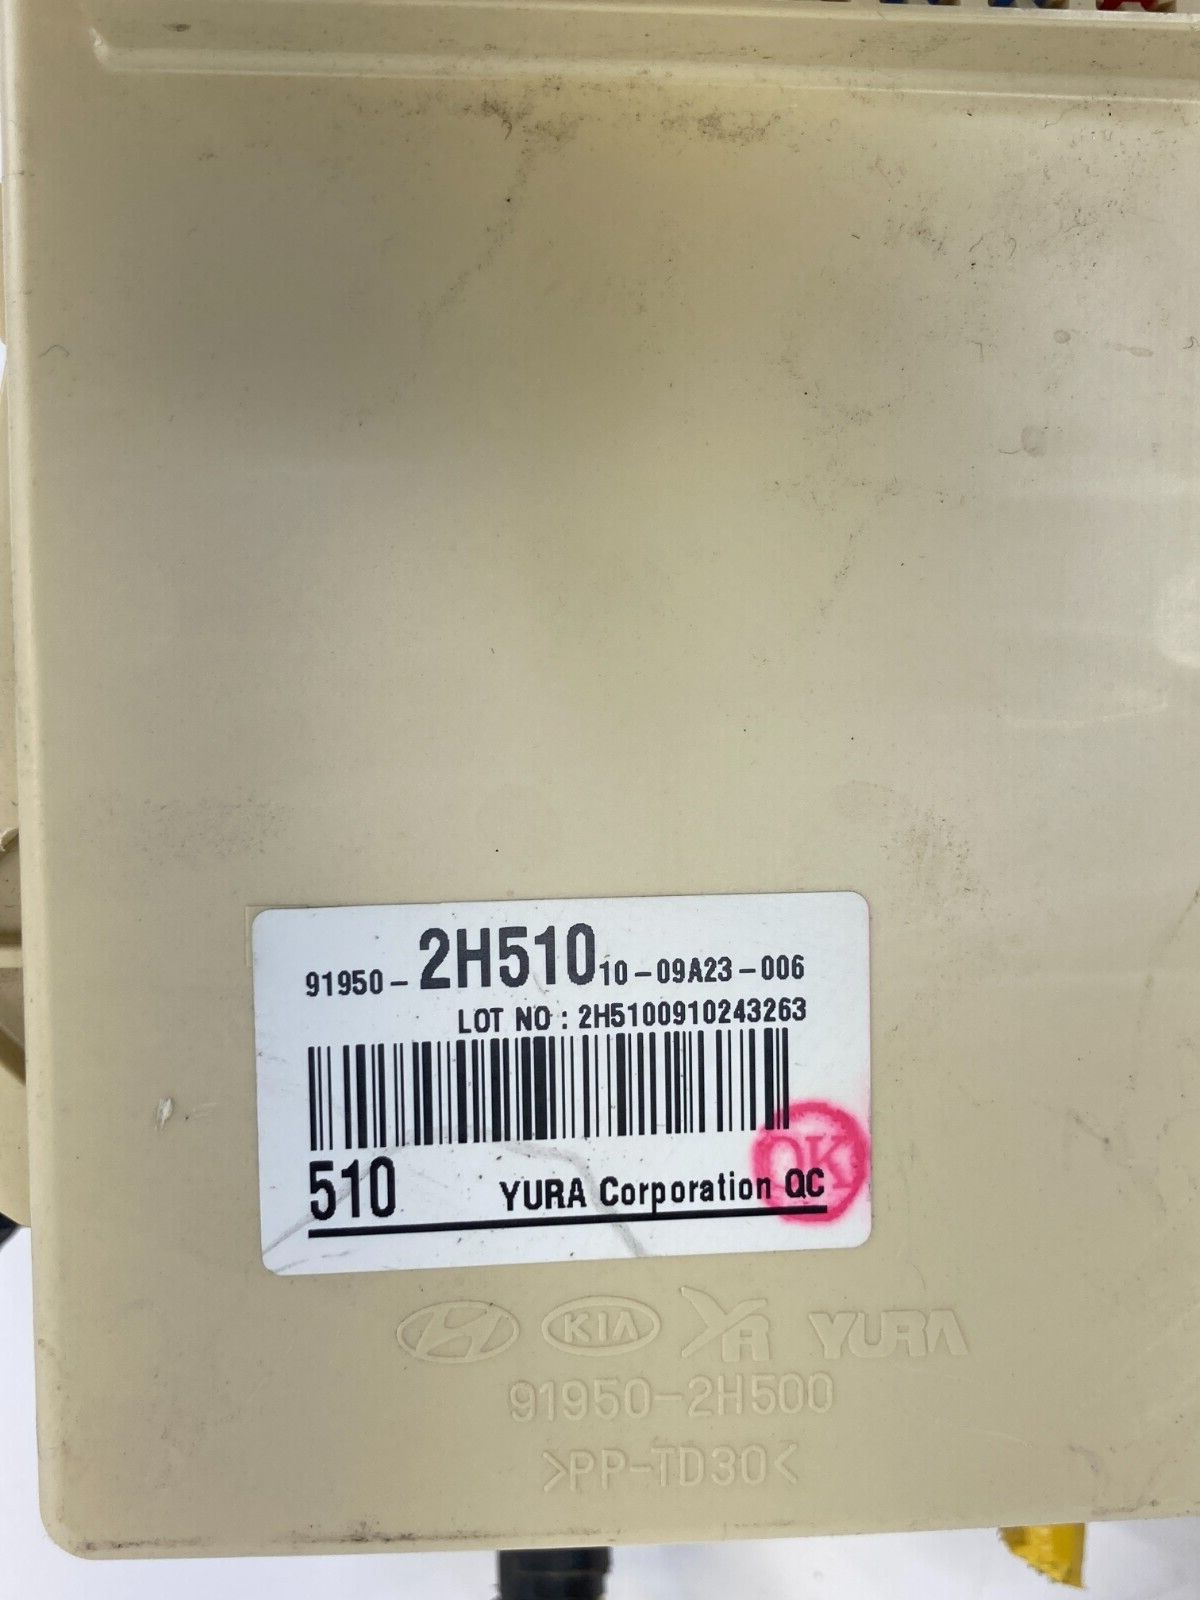 91950-2H510 10-09A23-006
LOT NO : 2H5100910243263
OK
510 YURA Corporation QC
KIA YR YURA
91950-2H500
>PP-TD30<